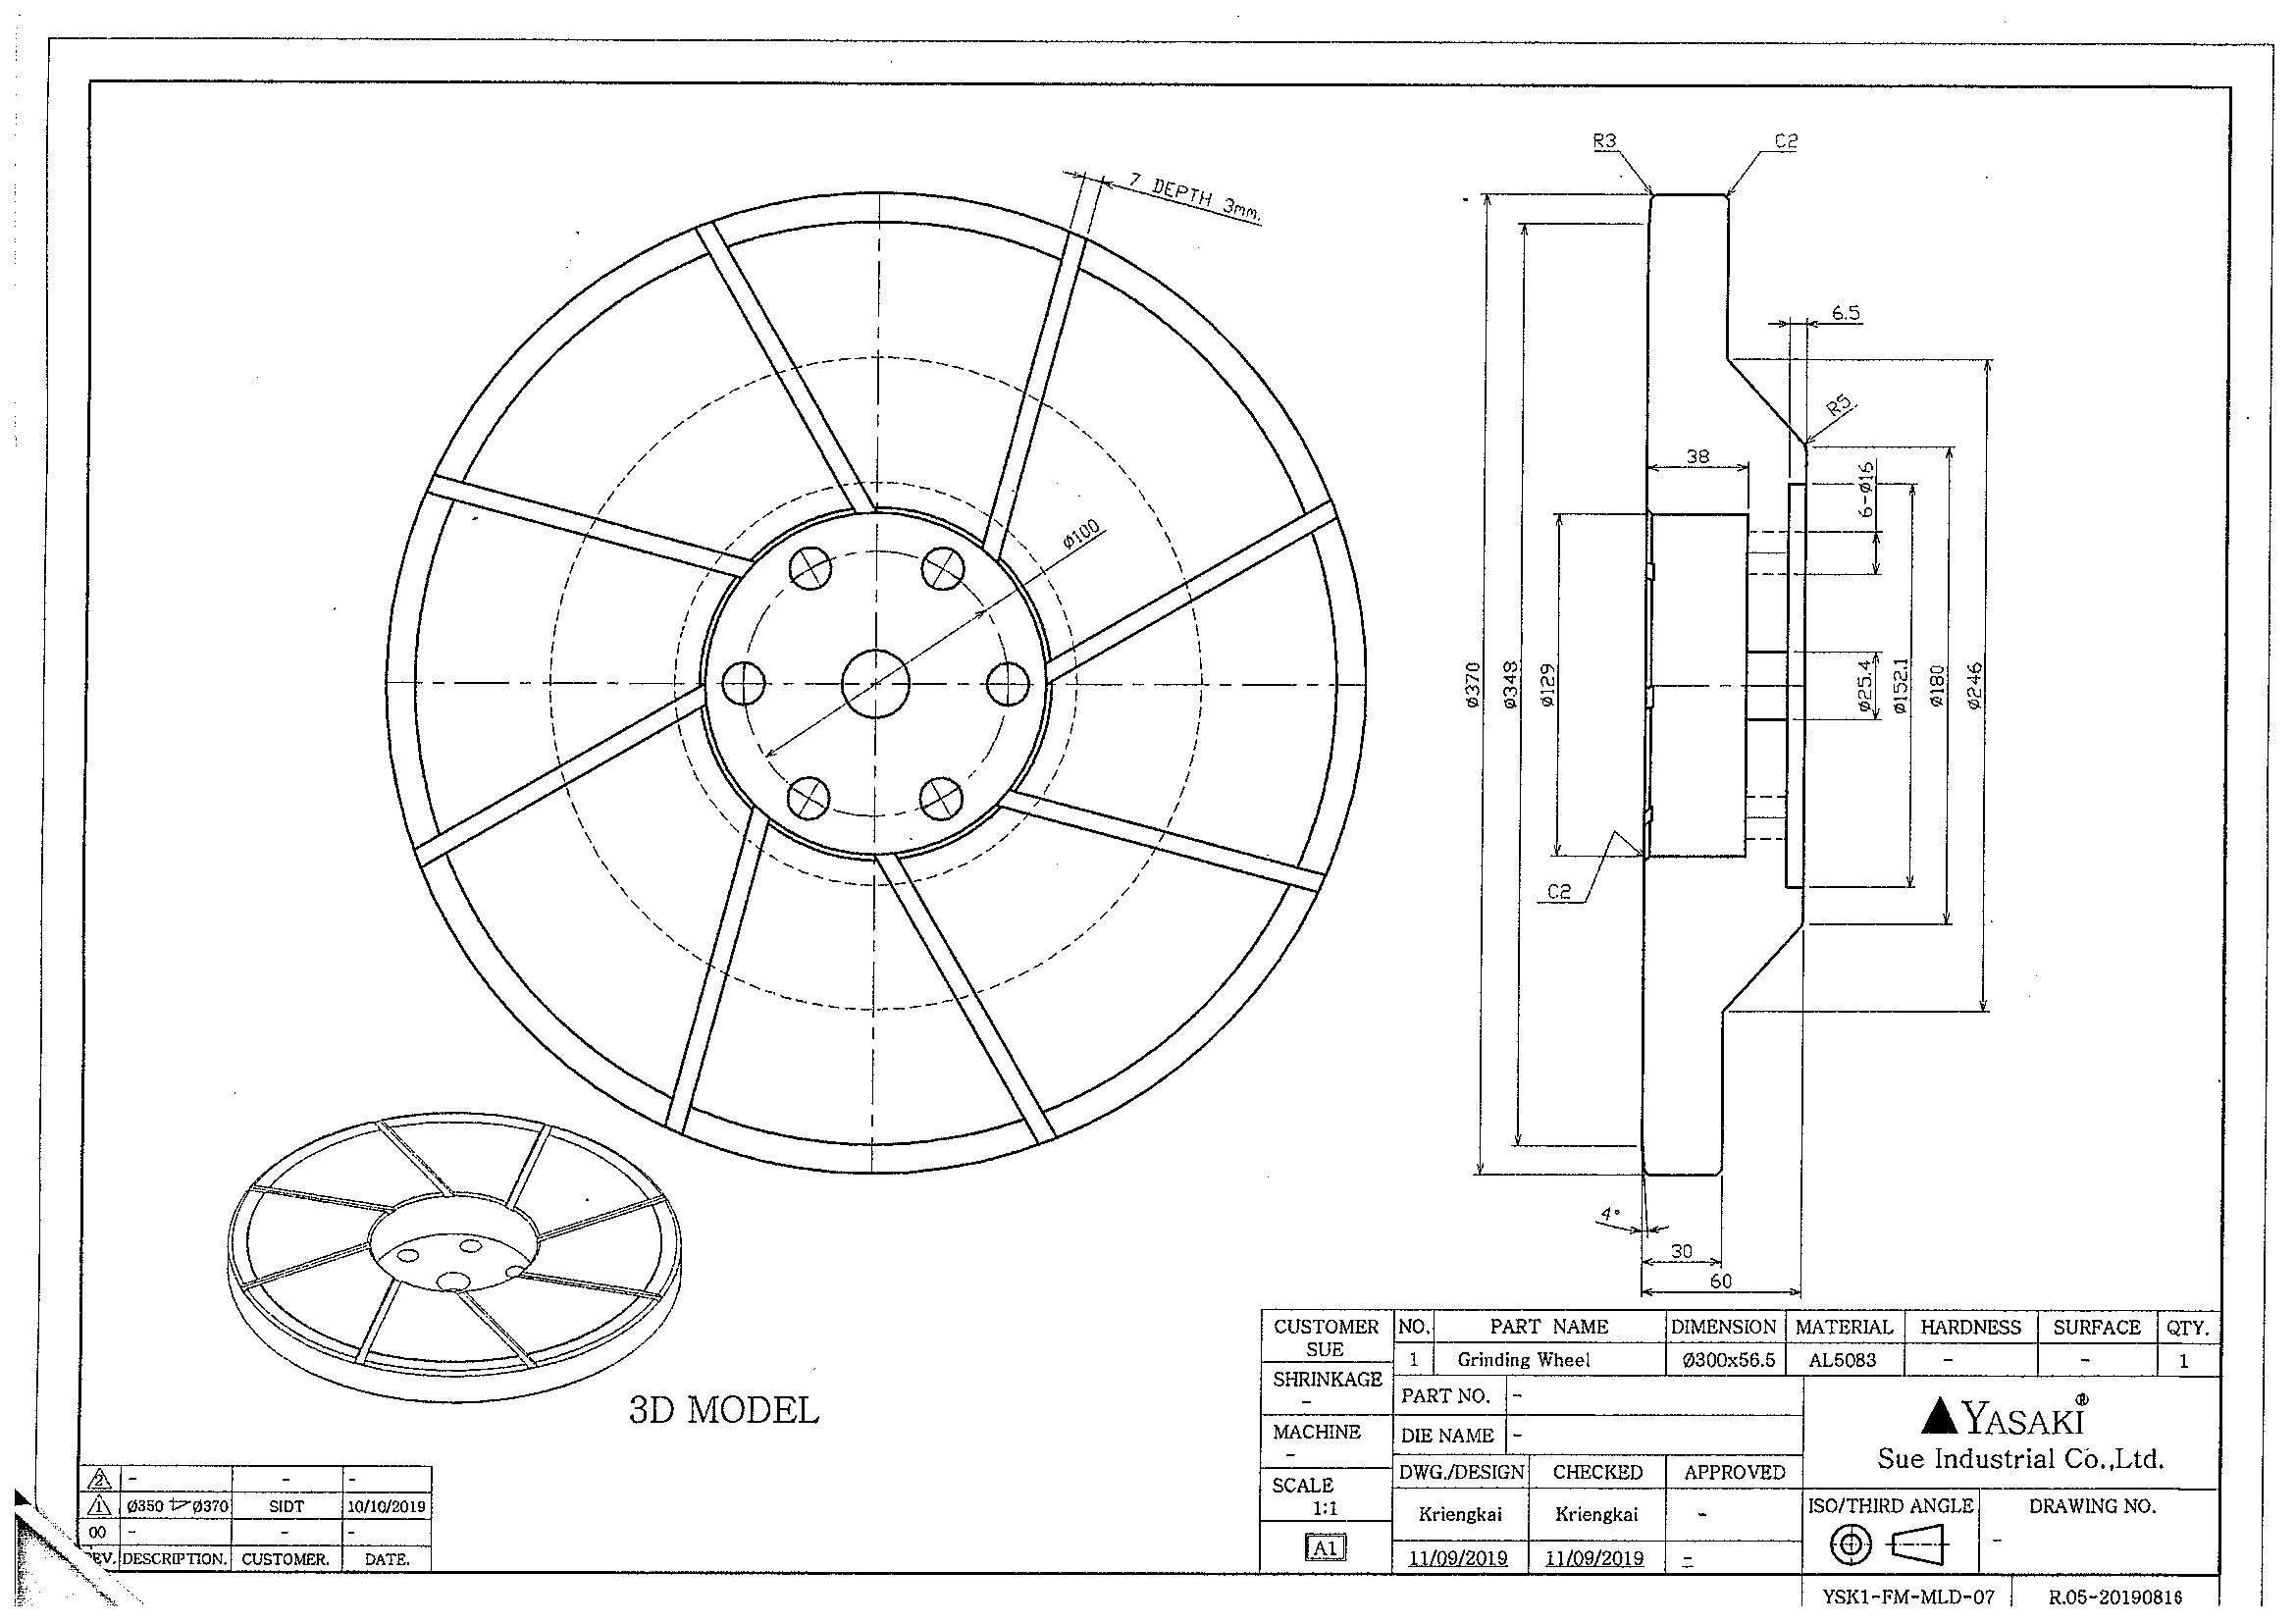 7 DEPTH 3mm.
Ø100
R3
C2
6.5
R5
38
6-Ø16
Ø370
Ø348
Ø129
Ø25.4
Ø152.1
Ø180
Ø246
C2
4°
30
60
3D MODEL
2 - - -
1 Ø350 Ø370 SIDT 10/10/2019
00 - - -
EV. DESCRIPTION. CUSTOMER. DATE.
CUSTOMER
SUE
SHRINKAGE
-
MACHINE
-
SCALE
1:1
A1
NO. PART NAME DIMENSION MATERIAL HARDNESS SURFACE QTY.
1 Grinding Wheel Ø300x56.5 AL5083 - - 1
PART NO. -
DIE NAME -
DWG./DESIGN CHECKED APPROVED
Kriengkai Kriengkai -
11/09/2019 11/09/2019 -
YASAKI®
Sue Industrial Co.,Ltd.
ISO/THIRD ANGLE
DRAWING NO.
-
YSK1-FM-MLD-07 R.05-20190816